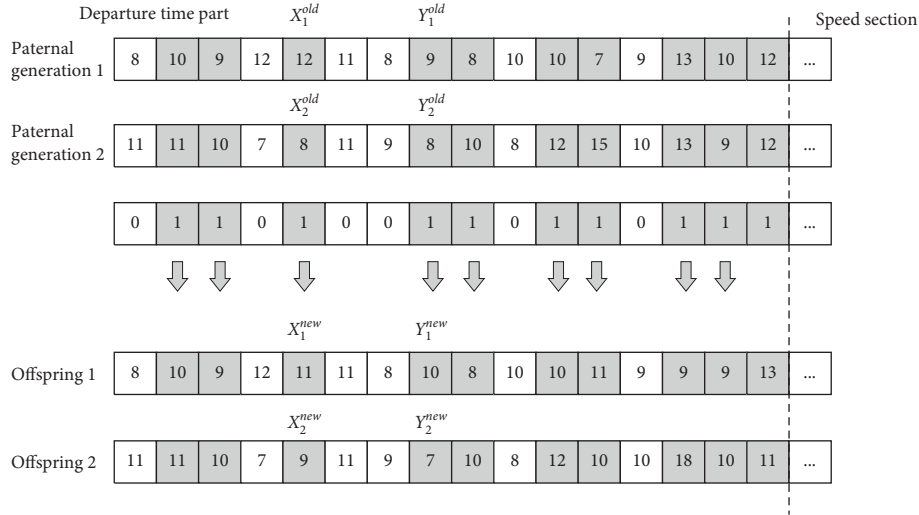 Departure time part X₁ᵒˡᵈ Y₁ᵒˡᵈ Speed section
Paternal generation 1 8 10 9 12 12 11 8 9 8 10 10 7 9 13 10 12 ...
X₂ᵒˡᵈ Y₂ᵒˡᵈ
Paternal generation 2 11 11 10 7 8 11 9 8 10 8 12 15 10 13 9 12 ...
0 1 1 0 1 0 0 1 1 0 1 1 0 1 1 1 ...
X₁ⁿᵉʷ Y₁ⁿᵉʷ
Offspring 1 8 10 9 12 11 11 8 10 8 10 10 11 9 9 9 13 ...
X₂ⁿᵉʷ Y₂ⁿᵉʷ
Offspring 2 11 11 10 7 9 11 9 7 10 8 12 10 10 18 10 11 ...